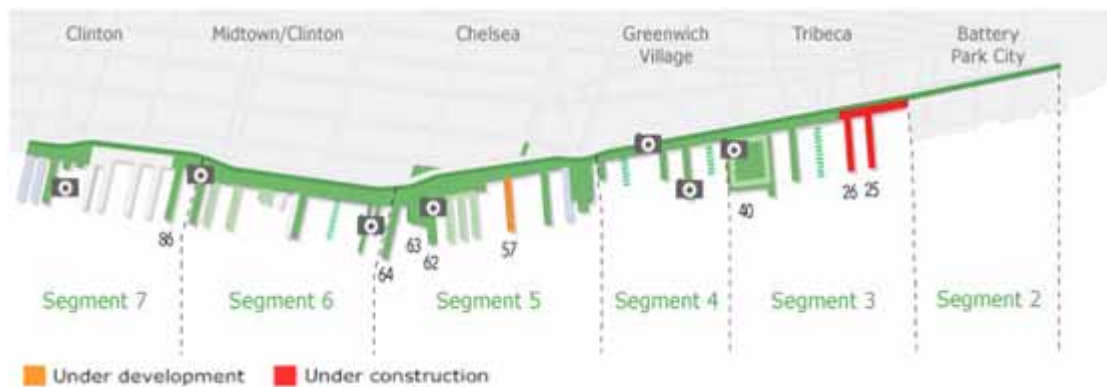 Clinton
Midtown/Clinton
Chelsea
Greenwich
Village
Tribeca
Battery
Park City
86
64
63
62
57
40
26
25
Segment 7
Segment 6
Segment 5
Segment 4
Segment 3
Segment 2
Under development
Under construction